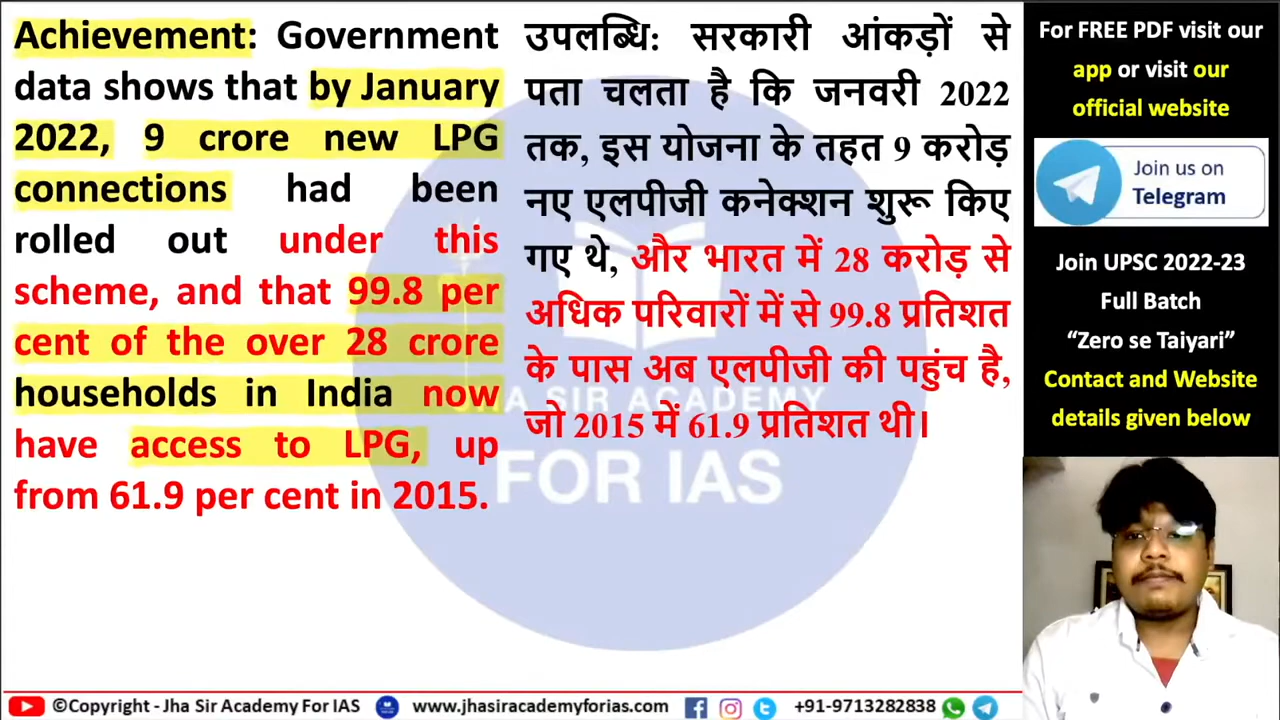 Achievement: Government
data shows that by January
2022, 9 crore new LPG
connections had been
rolled out under this
scheme, and that 99.8 per
cent of the over 28 crore
households in India now
have access to LPG, up
from 61.9 per cent in 2015.
उपलब्धि: सरकारी आंकड़ों से
पता चलता है कि जनवरी 2022
तक, इस योजना के तहत 9 करोड़
नए एलपीजी कनेक्शन शुरू किए
गए थे, और भारत में 28 करोड़ से
अधिक परिवारों में से 99.8 प्रतिशत
के पास अब एलपीजी की पहुंच है,
जो 2015 में 61.9 प्रतिशत थी।
JHA SIR ACADEMY
FOR IAS
For FREE PDF visit our
app or visit our
official website
Join us on
Telegram
Join UPSC 2022-23
Full Batch
“Zero se Taiyari”
Contact and Website
details given below
©Copyright - Jha Sir Academy For IAS www.jhasiracademyforias.com +91-9713282838